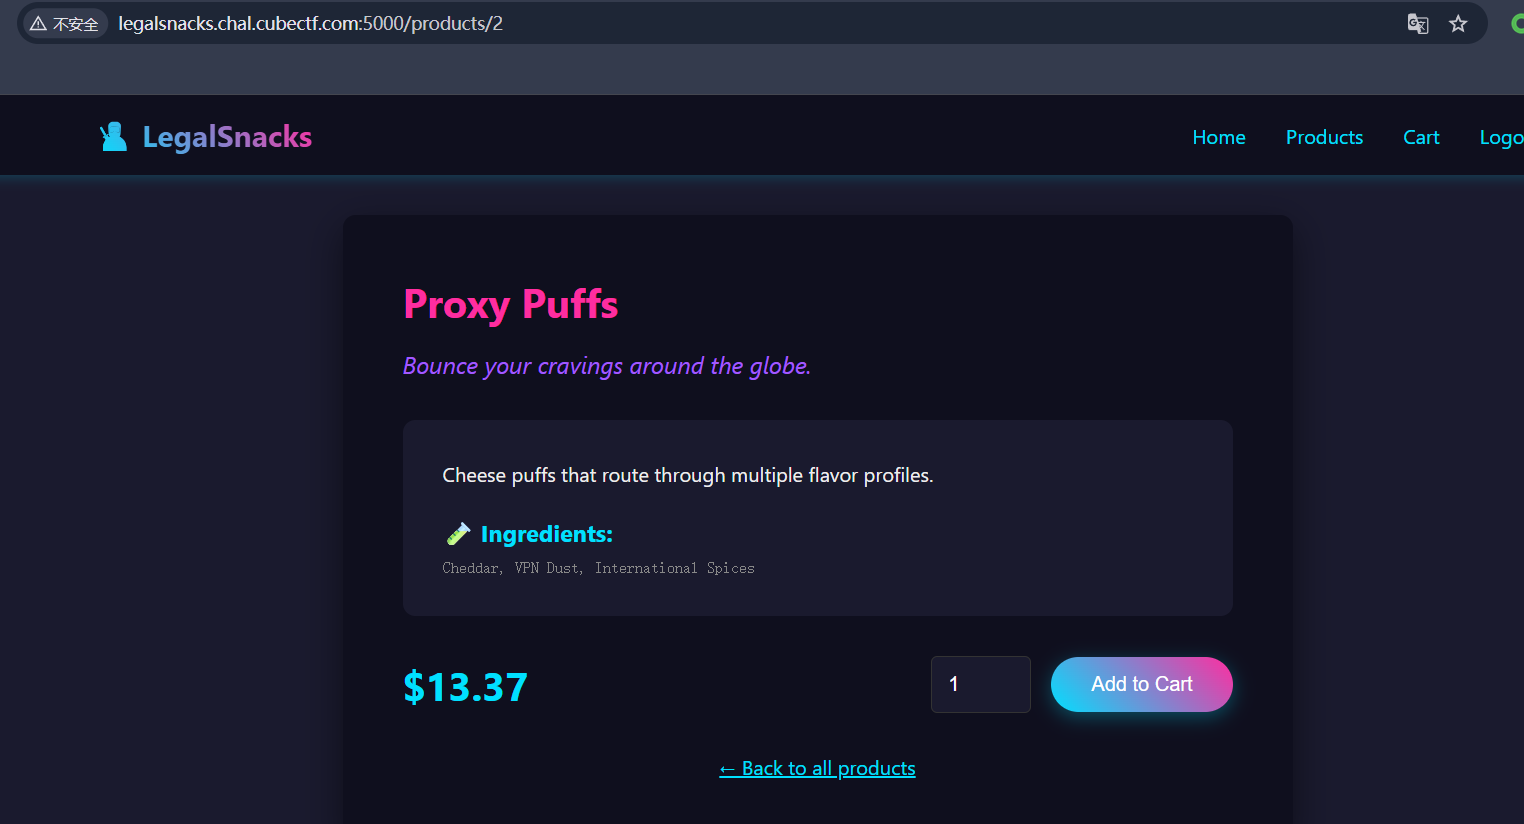 不安全 legalsnacks.chal.cubectf.com:5000/products/2
LegalSnacks
Home Products Cart Logo
Proxy Puffs
Bounce your cravings around the globe.
Cheese puffs that route through multiple flavor profiles.
Ingredients:
Cheddar, VPN Dust, International Spices
$13.37 1 Add to Cart
← Back to all products